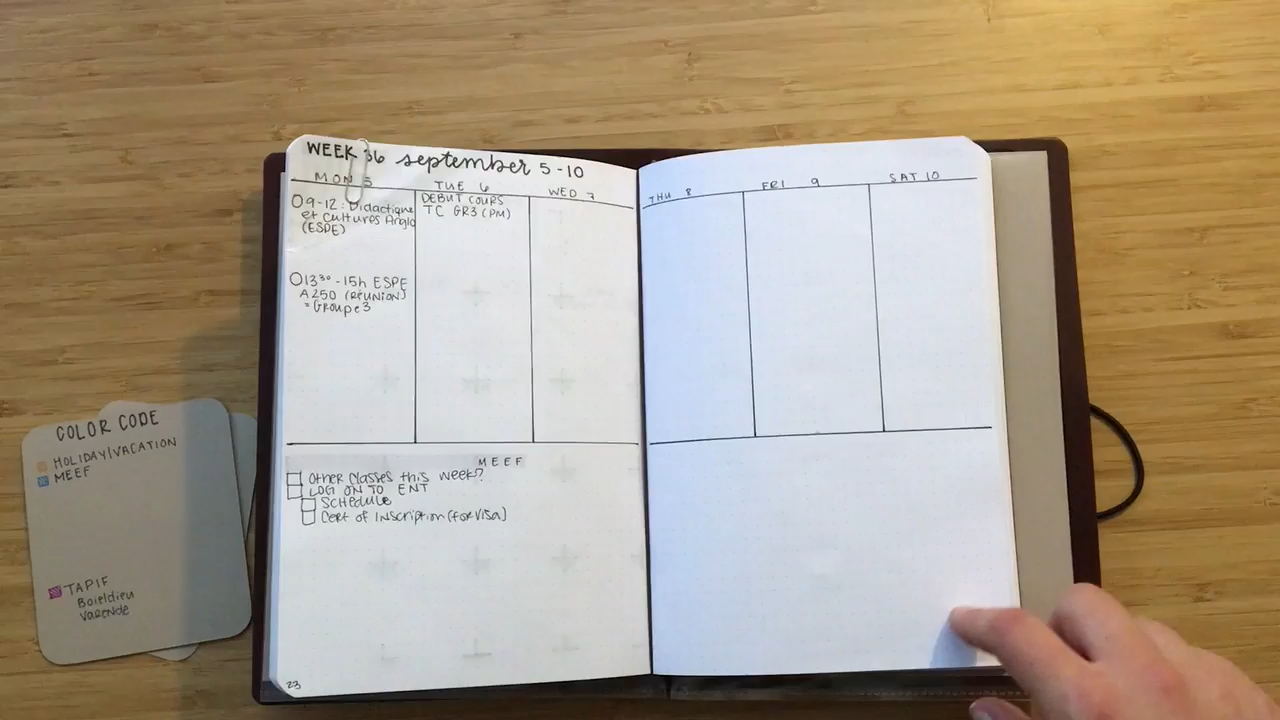 WEEK 36 september 5-10
MON 5
TUE 6
WED 7
THU 8
FRI 9
SAT 10
9-12: Didactique
et Cultures Anglo
(ESPE)
13³⁰-15h ESPE
A250 (RÉUNION)
=Groupe 3
DEBUT COURS
TC GR3 (PM)
MEEF
Other Classes this week?
LOG ON TO ENT
SCHEDULE
Cert of Inscription (for visa)
23
COLOR CODE
HOLIDAY/VACATION
MEEF
TAPIF
Boieldieu
Varende